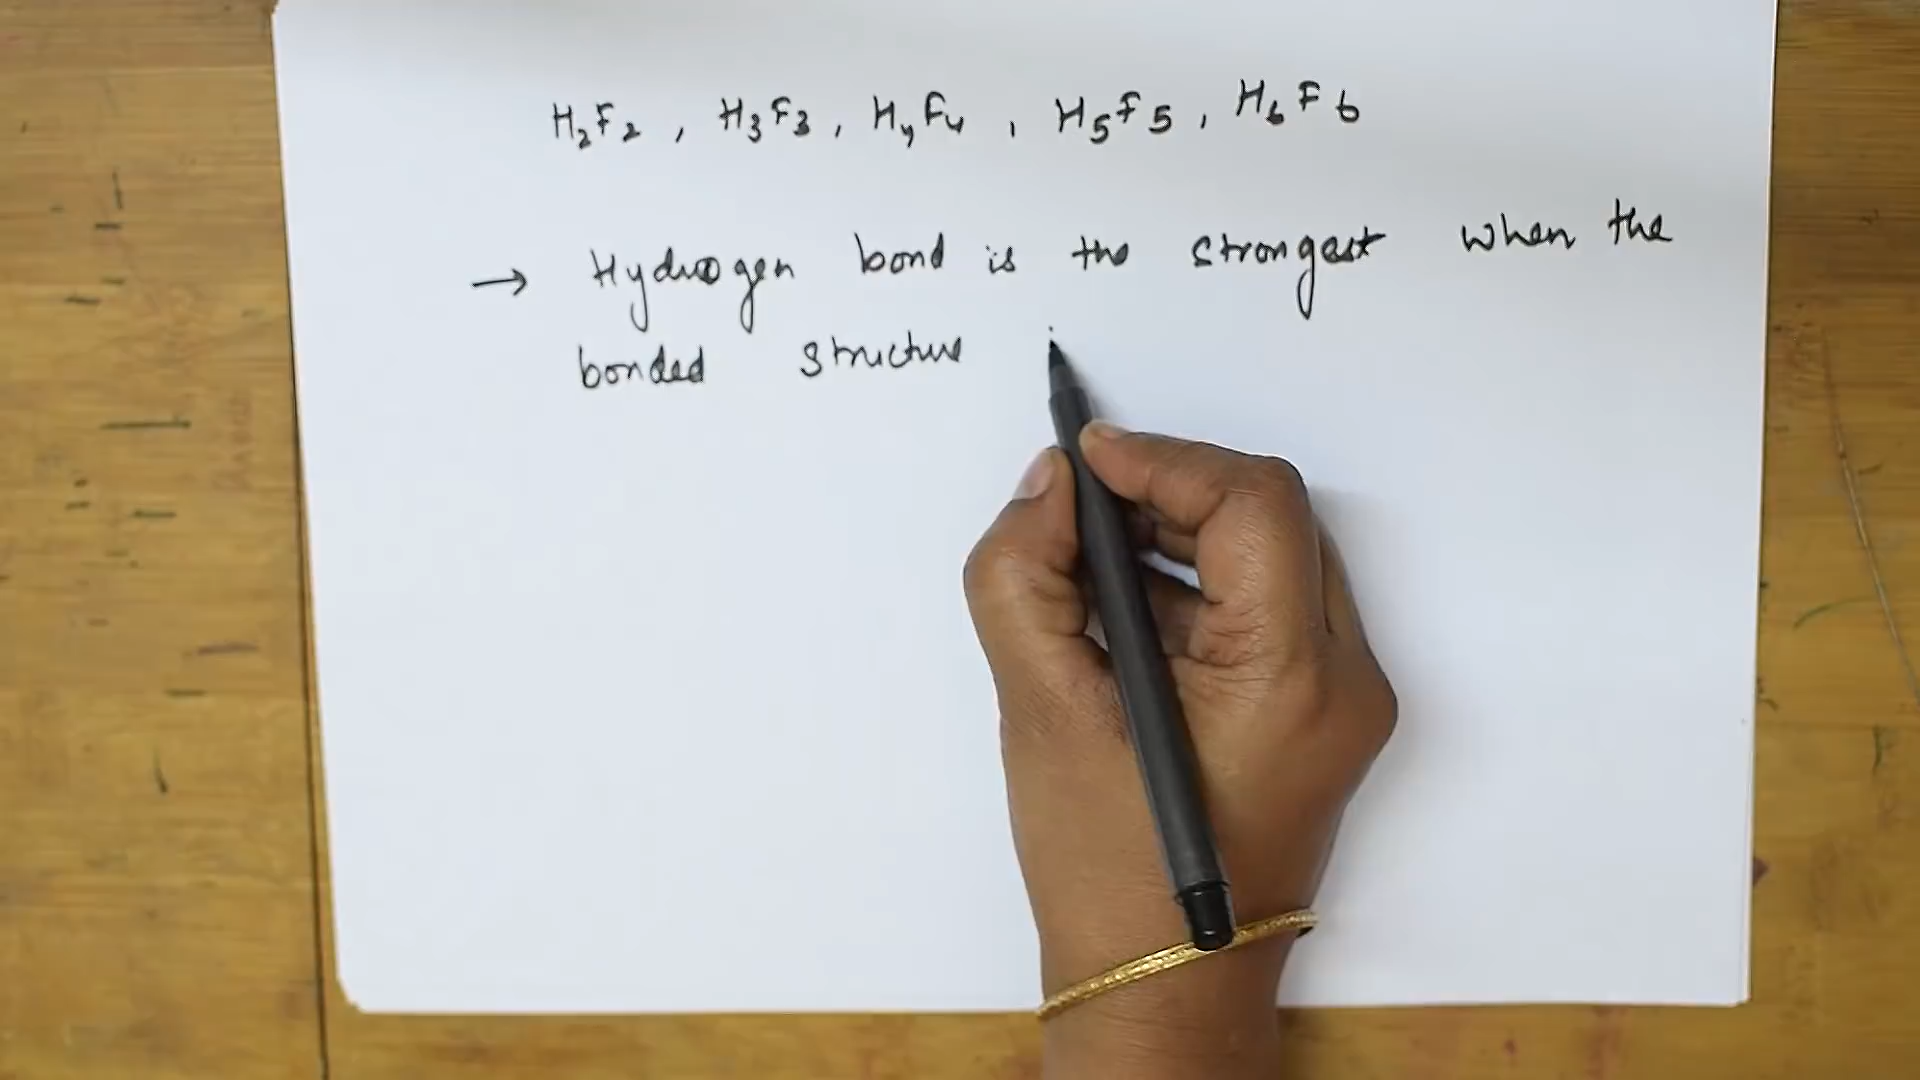 H2F2, H3F3, H4F4, H5F5, H6F6
→ Hydrogen bond is the strongest when the
bonded structure